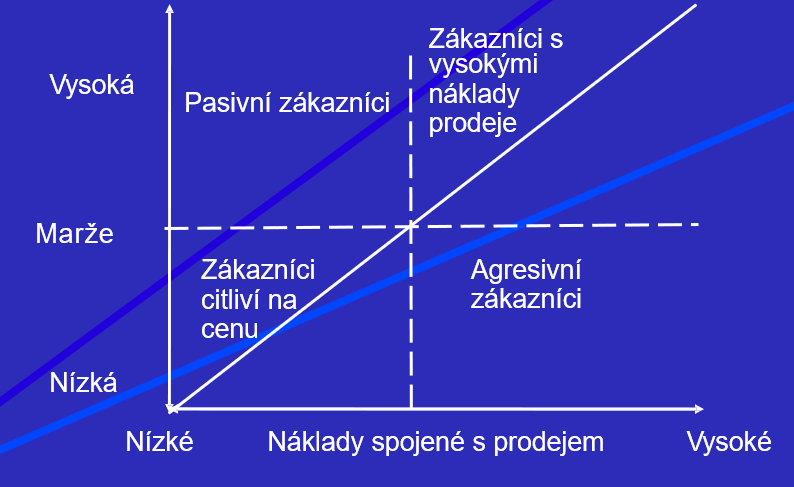 Zákazníci s
vysokými
náklady
prodeje
Vysoká
Pasivní zákazníci
Marže
Zákazníci
citliví na
cenu
Agresivní
zákazníci
Nízká
Nízké
Náklady spojené s prodejem
Vysoké